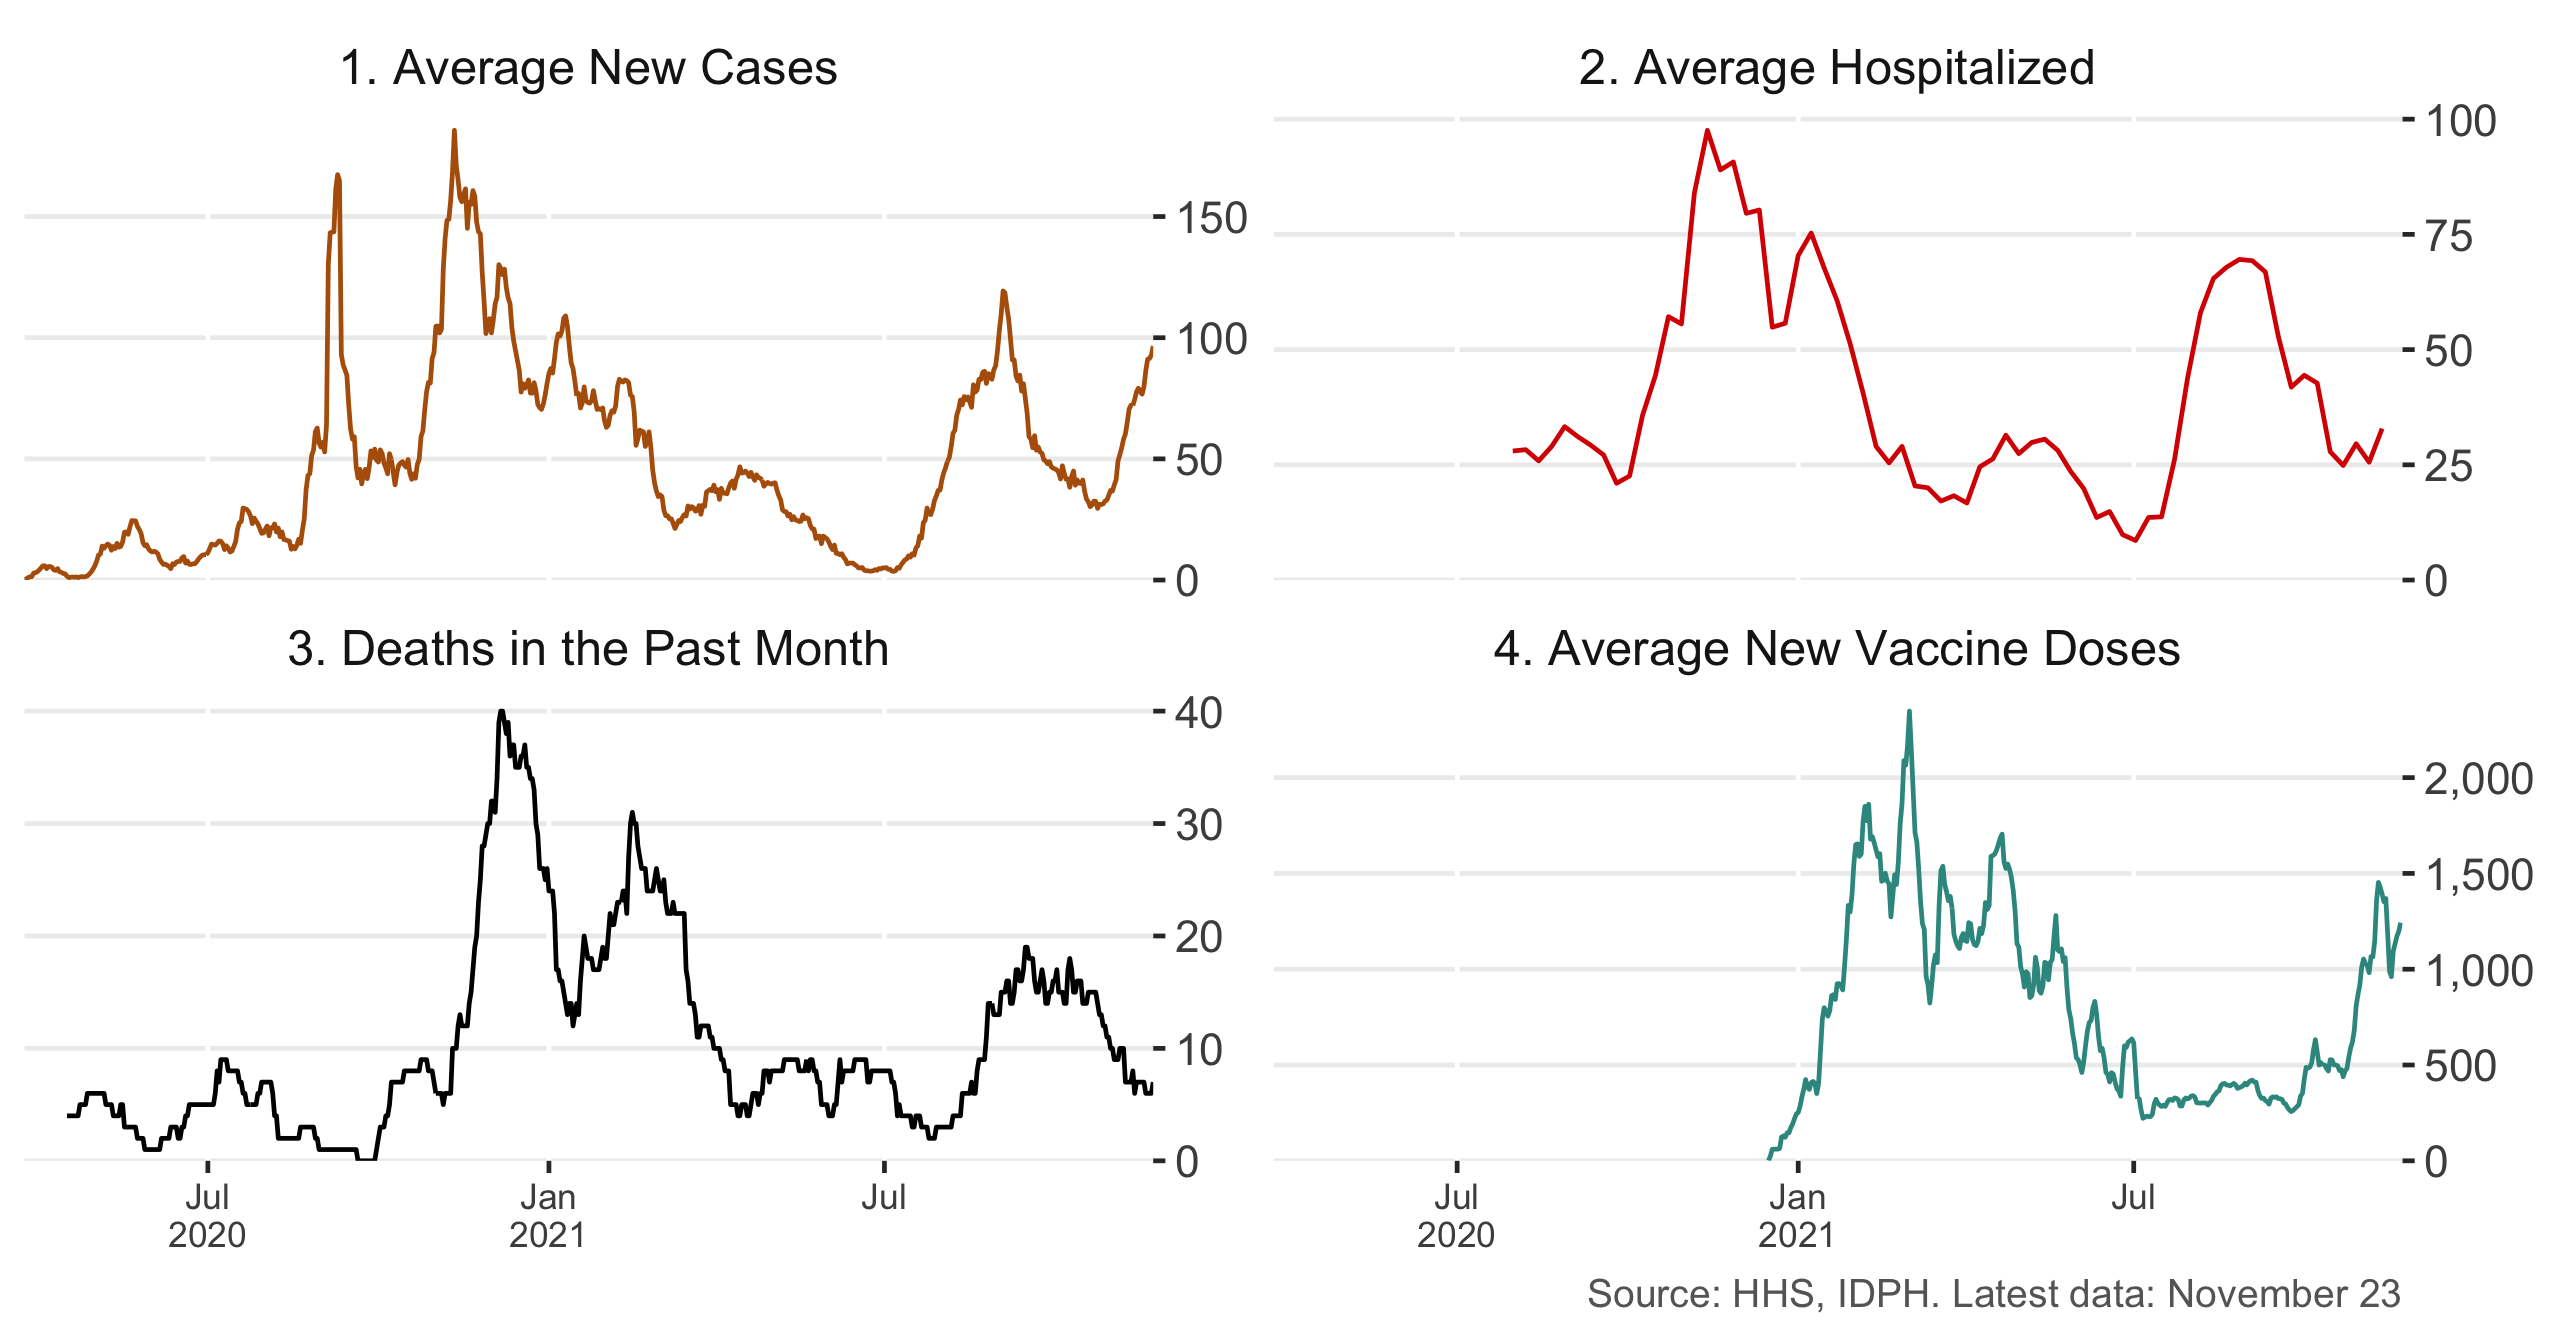 1. Average New Cases
150
100
50
0
2. Average Hospitalized
100
75
50
25
0
3. Deaths in the Past Month
40
30
20
10
0
Jul
2020
Jan
2021
Jul
4. Average New Vaccine Doses
2,000
1,500
1,000
500
0
Jul
2020
Jan
2021
Jul
Source: HHS, IDPH. Latest data: November 23